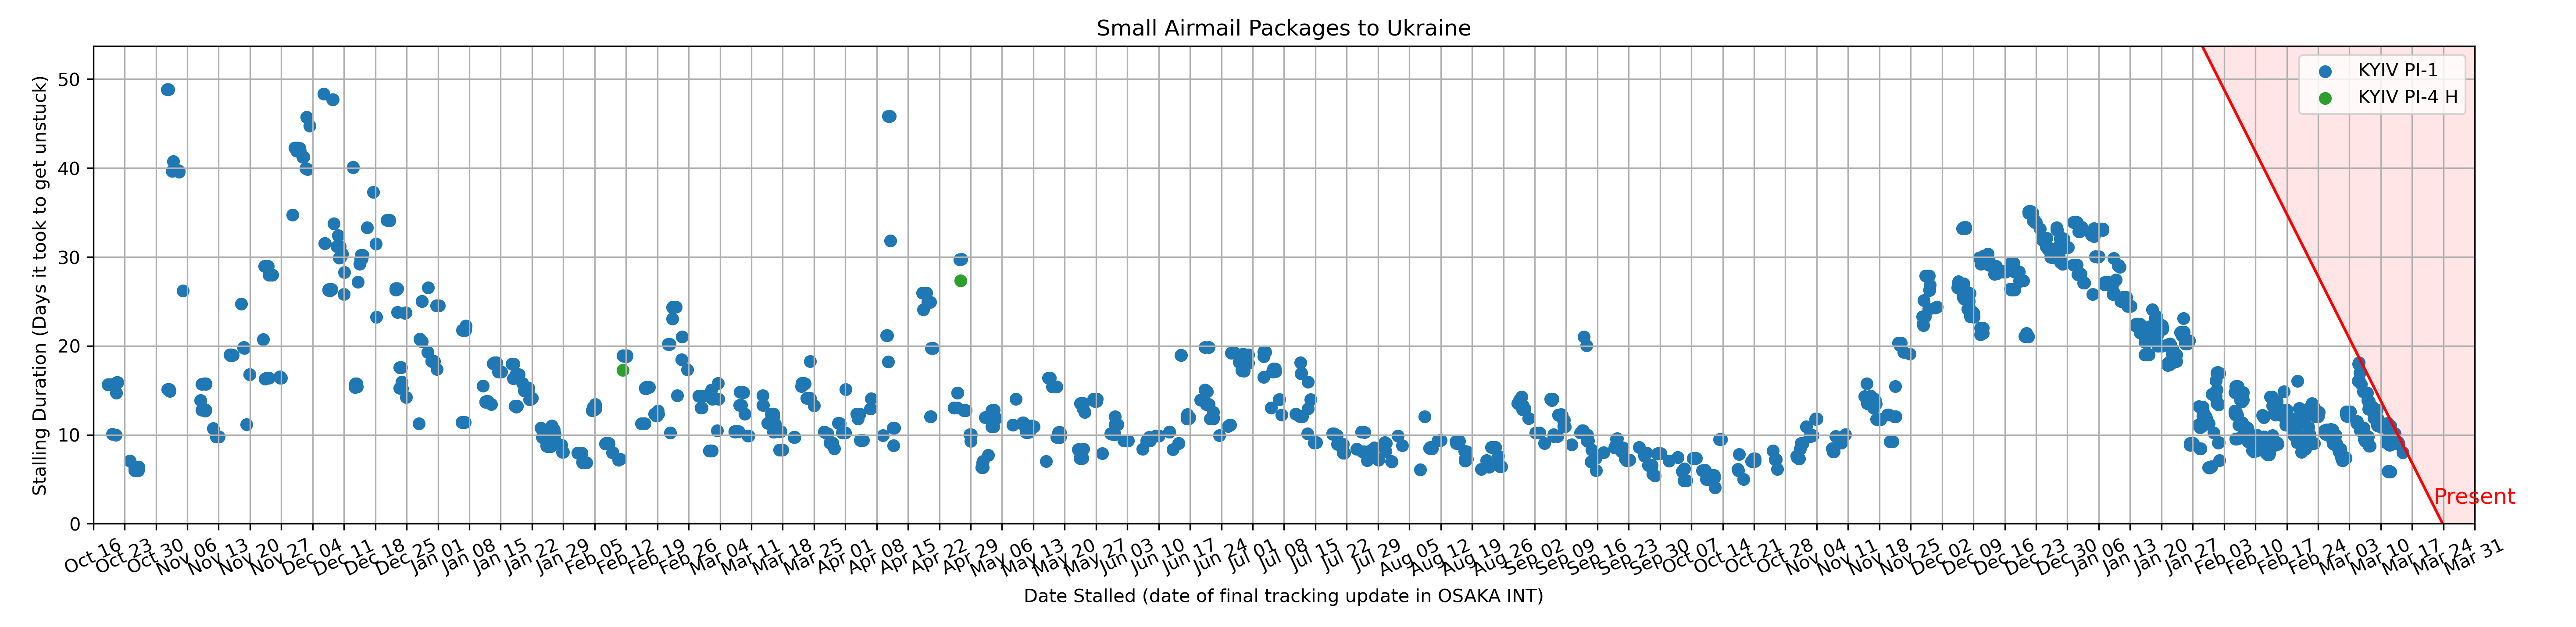 Small Airmail Packages to Ukraine
KYIV PI-1
KYIV PI-4 H
Stalling Duration (Days it took to get unstuck)
50
40
30
20
10
0
Present
Oct 16
Oct 23
Oct 30
Nov 06
Nov 13
Nov 20
Nov 27
Dec 04
Dec 11
Dec 18
Dec 25
Jan 01
Jan 08
Jan 15
Jan 22
Jan 29
Feb 05
Feb 12
Feb 19
Feb 26
Mar 04
Mar 11
Mar 18
Mar 25
Apr 01
Apr 08
Apr 15
Apr 22
Apr 29
May 06
May 13
May 20
May 27
Jun 03
Jun 10
Jun 17
Jun 24
Jul 01
Jul 08
Jul 15
Jul 22
Jul 29
Aug 05
Aug 12
Aug 19
Aug 26
Sep 02
Sep 09
Sep 16
Sep 23
Sep 30
Oct 07
Oct 14
Oct 21
Oct 28
Nov 04
Nov 11
Nov 18
Nov 25
Dec 02
Dec 09
Dec 16
Dec 23
Dec 30
Jan 06
Jan 13
Jan 20
Jan 27
Feb 03
Feb 10
Feb 17
Feb 24
Mar 03
Mar 10
Mar 17
Mar 24
Mar 31
Date Stalled (date of final tracking update in OSAKA INT)